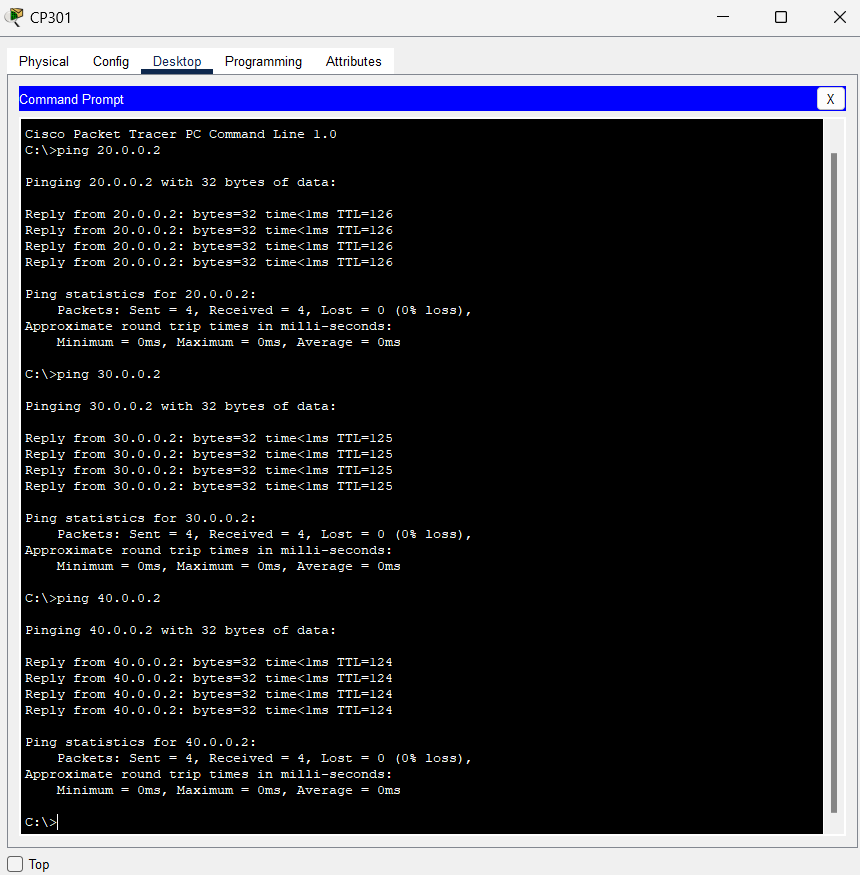 CP301
Physical Config Desktop Programming Attributes
Command Prompt
X
Cisco Packet Tracer PC Command Line 1.0
C:\>ping 20.0.0.2
Pinging 20.0.0.2 with 32 bytes of data:
Reply from 20.0.0.2: bytes=32 time<1ms TTL=126
Reply from 20.0.0.2: bytes=32 time<1ms TTL=126
Reply from 20.0.0.2: bytes=32 time<1ms TTL=126
Reply from 20.0.0.2: bytes=32 time<1ms TTL=126
Ping statistics for 20.0.0.2:
    Packets: Sent = 4, Received = 4, Lost = 0 (0% loss),
Approximate round trip times in milli-seconds:
    Minimum = 0ms, Maximum = 0ms, Average = 0ms
C:\>ping 30.0.0.2
Pinging 30.0.0.2 with 32 bytes of data:
Reply from 30.0.0.2: bytes=32 time<1ms TTL=125
Reply from 30.0.0.2: bytes=32 time<1ms TTL=125
Reply from 30.0.0.2: bytes=32 time<1ms TTL=125
Reply from 30.0.0.2: bytes=32 time<1ms TTL=125
Ping statistics for 30.0.0.2:
    Packets: Sent = 4, Received = 4, Lost = 0 (0% loss),
Approximate round trip times in milli-seconds:
    Minimum = 0ms, Maximum = 0ms, Average = 0ms
C:\>ping 40.0.0.2
Pinging 40.0.0.2 with 32 bytes of data:
Reply from 40.0.0.2: bytes=32 time<1ms TTL=124
Reply from 40.0.0.2: bytes=32 time<1ms TTL=124
Reply from 40.0.0.2: bytes=32 time<1ms TTL=124
Reply from 40.0.0.2: bytes=32 time<1ms TTL=124
Ping statistics for 40.0.0.2:
    Packets: Sent = 4, Received = 4, Lost = 0 (0% loss),
Approximate round trip times in milli-seconds:
    Minimum = 0ms, Maximum = 0ms, Average = 0ms
C:\>
Top